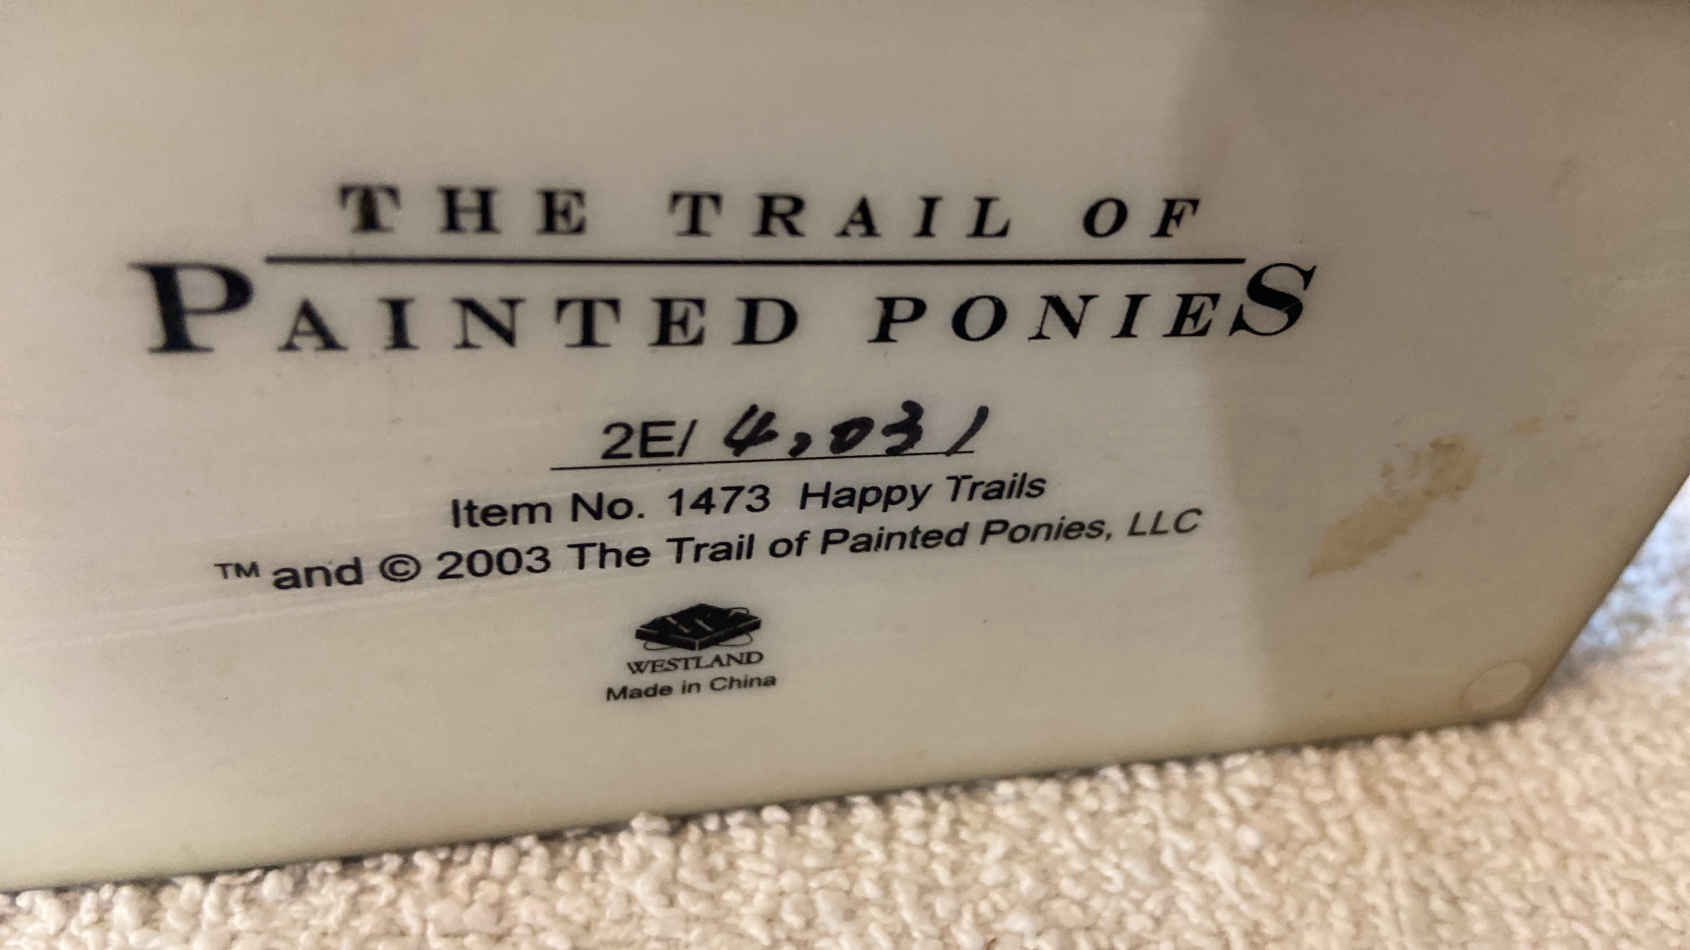 THE TRAIL OF
PAINTED PONIES
2E/ 4,031
Item No. 1473 Happy Trails
™ and © 2003 The Trail of Painted Ponies, LLC
WESTLAND
Made in China